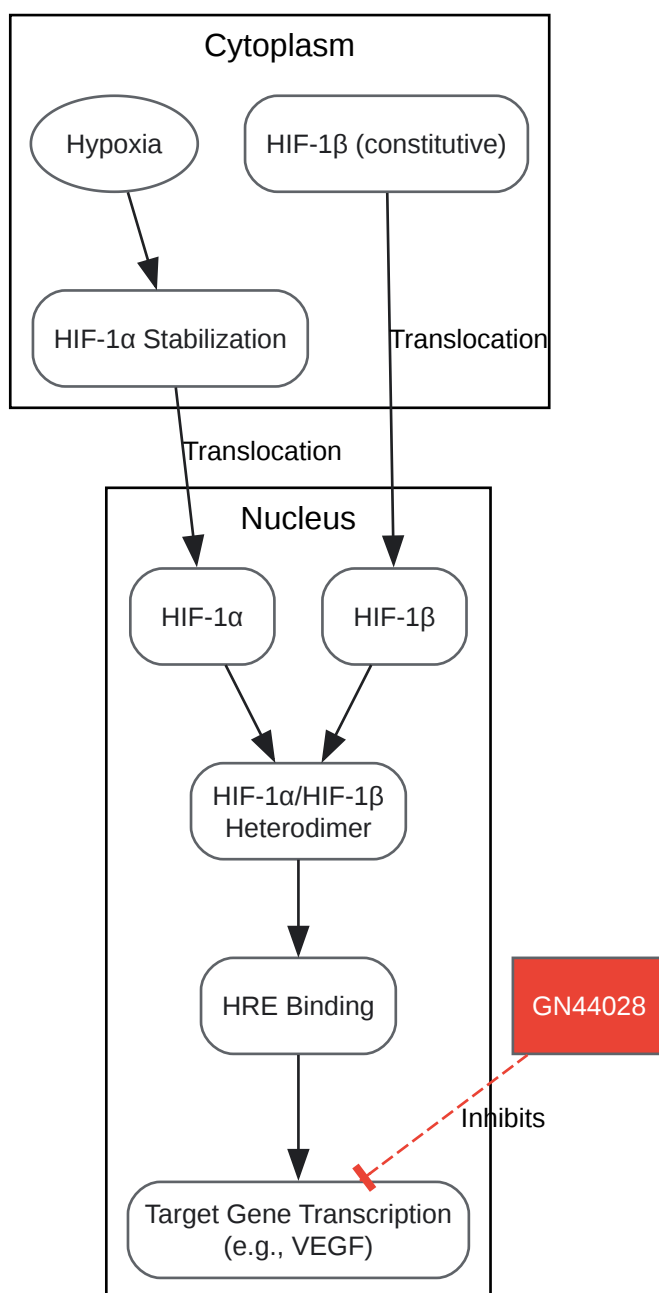 Cytoplasm
Hypoxia
HIF-1β (constitutive)
HIF-1α Stabilization
Translocation
Translocation
Nucleus
HIF-1α
HIF-1β
HIF-1α/HIF-1β
Heterodimer
HRE Binding
GN44028
Inhibits
Target Gene Transcription
(e.g., VEGF)